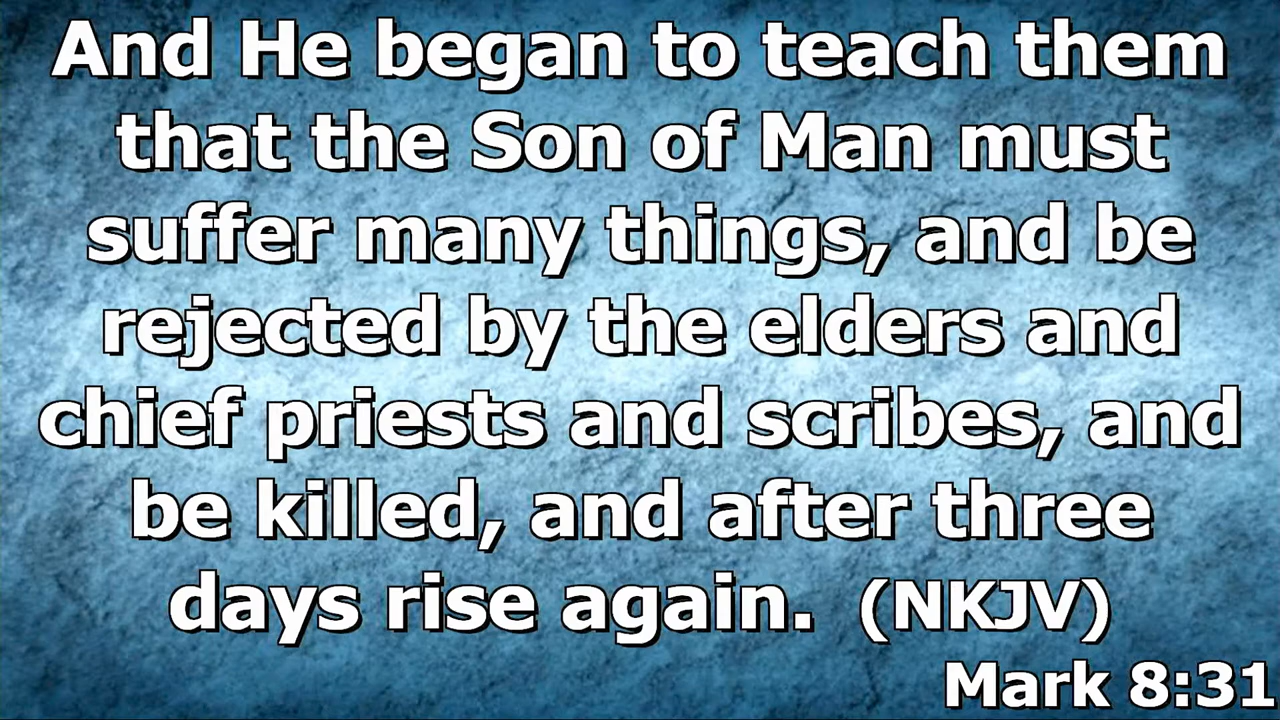 And He began to teach them
that the Son of Man must
suffer many things, and be
rejected by the elders and
chief priests and scribes, and
be killed, and after three
days rise again.  (NKJV)
Mark 8:31